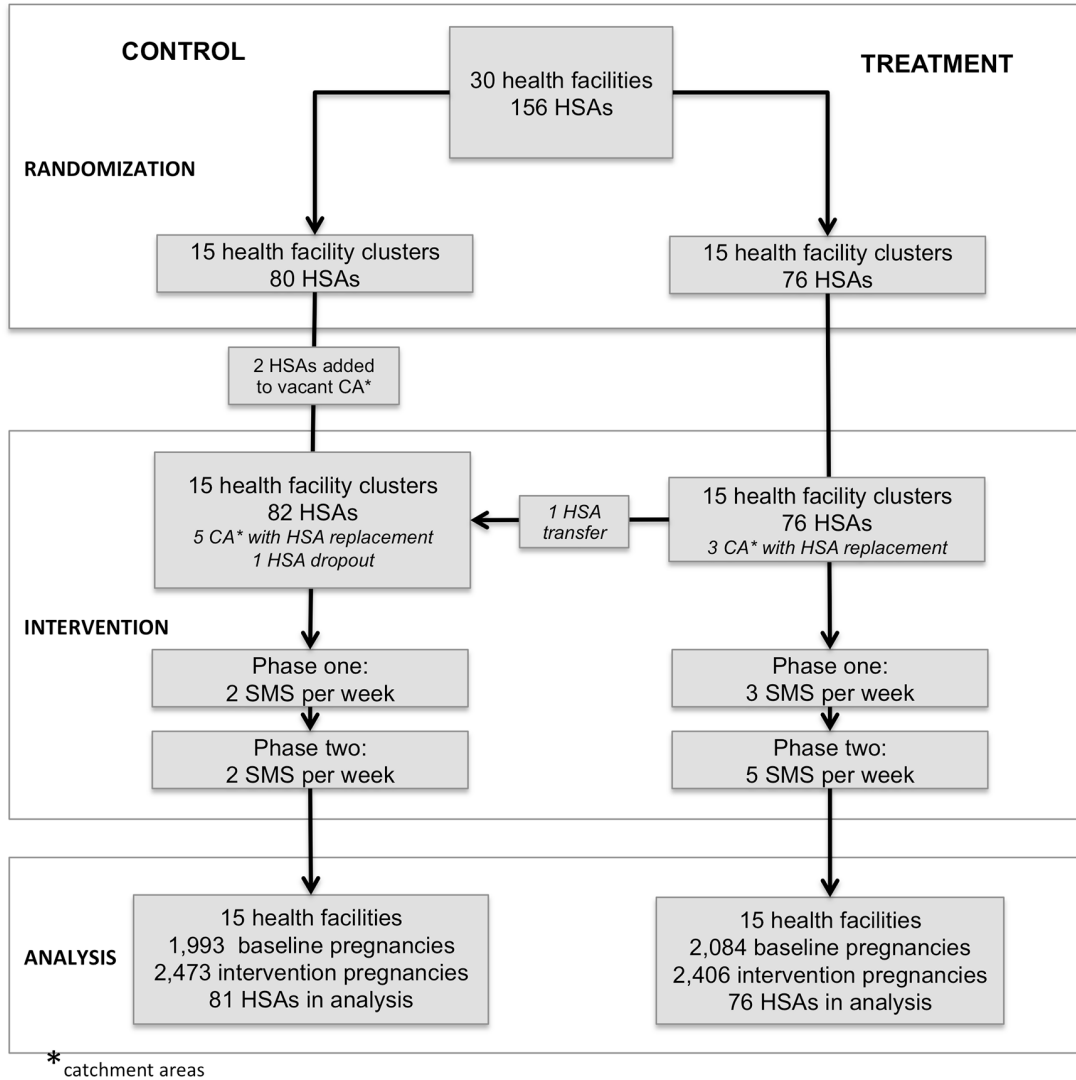 CONTROL
TREATMENT
30 health facilities
156 HSAs
RANDOMIZATION
15 health facility clusters
80 HSAs
15 health facility clusters
76 HSAs
2 HSAs added
to vacant CA*
15 health facility clusters
82 HSAs
5 CA* with HSA replacement
1 HSA dropout
1 HSA
transfer
15 health facility clusters
76 HSAs
3 CA* with HSA replacement
INTERVENTION
Phase one:
2 SMS per week
Phase one:
3 SMS per week
Phase two:
2 SMS per week
Phase two:
5 SMS per week
ANALYSIS
15 health facilities
1,993 baseline pregnancies
2,473 intervention pregnancies
81 HSAs in analysis
15 health facilities
2,084 baseline pregnancies
2,406 intervention pregnancies
76 HSAs in analysis
* catchment areas